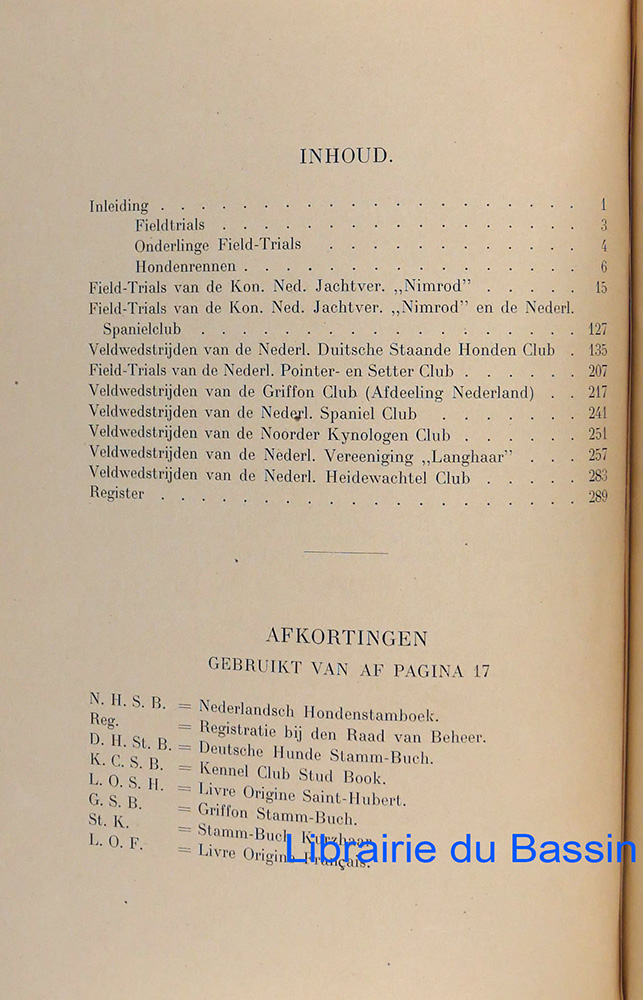 INHOUD.
Inleiding . . . . . . . . . . . . . . . . . . . . 1
Fieldtrials . . . . . . . . . . . . . . . . . 3
Onderlinge Field-Trials . . . . . . . . . . . . 4
Hondenrennen . . . . . . . . . . . . . . . . 6
Field-Trials van de Kon. Ned. Jachtver. „Nimrod” . . . . . 15
Field-Trials van de Kon. Ned. Jachtver. „Nimrod” en de Nederl.
Spanielclub . . . . . . . . . . . . . . . . . . 127
Veldwedstrijden van de Nederl. Duitsche Staande Honden Club . 135
Field-Trials van de Nederl. Pointer- en Setter Club . . . . . . 207
Veldwedstrijden van de Griffon Club (Afdeeling Nederland) . . 217
Veldwedstrijden van de Nederl. Spaniel Club . . . . . . 241
Veldwedstrijden van de Noorder Kynologen Club . . . . . . 251
Veldwedstrijden van de Nederl. Vereeniging „Langhaar” . . . 257
Veldwedstrijden van de Nederl. Heidewachtel Club . . . . . 283
Register . . . . . . . . . . . . . . . . . . . . 289
AFKORTINGEN
GEBRUIKT VAN AF PAGINA 17
N. H. S. B. = Nederlandsch Hondenstamboek.
Reg. = Registratie bij den Raad van Beheer.
D. H. St. B. = Deutsche Hunde Stamm-Buch.
K. C. S. B. = Kennel Club Stud Book.
L. O. S. H. = Livre Origine Saint-Hubert.
G. S. B. = Griffon Stamm-Buch.
St. K. = Stamm-Buch Kurzhaar.
L. O. F. = Livre Origine Français.
Librairie du Bassin